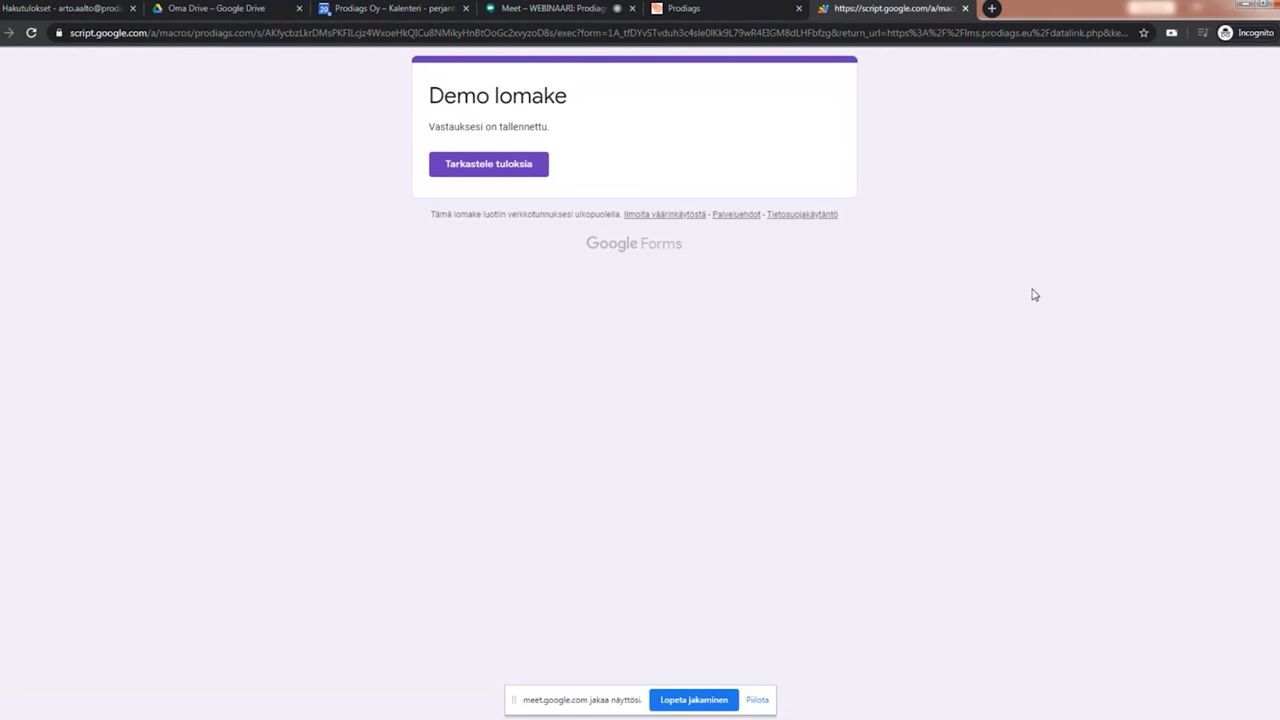 Hakutulokset - arto.aalto@prodi
Oma Drive – Google Drive
Prodiags Oy – Kalenteri - perjant
Meet – WEBINAARI: Prodiag
Prodiags
https://script.google.com/a/mac
script.google.com/a/macros/prodiags.com/s/AKfycbzLkrDMsPKFILcjz4WxoeHkQICu8NMikyHnBtOoGc2xvyzoD8s/exec?form=1A_tfDYvSTvduh3c4sle0lKk9L79wR4EIGM8dLHFbfzg&return_url=https%3A%2F%2Flms.prodiags.eu%2Fdatalink.php&ke...
Incognito
Demo lomake
Vastauksesi on tallennettu.
Tarkastele tuloksia
Tämä lomake luotiin verkkotunnuksesi ulkopuolella. Ilmoita väärinkäytöstä - Palveluehdot - Tietosuojakäytäntö
Google Forms
meet.google.com jakaa näyttösi.
Lopeta jakaminen
Piilota